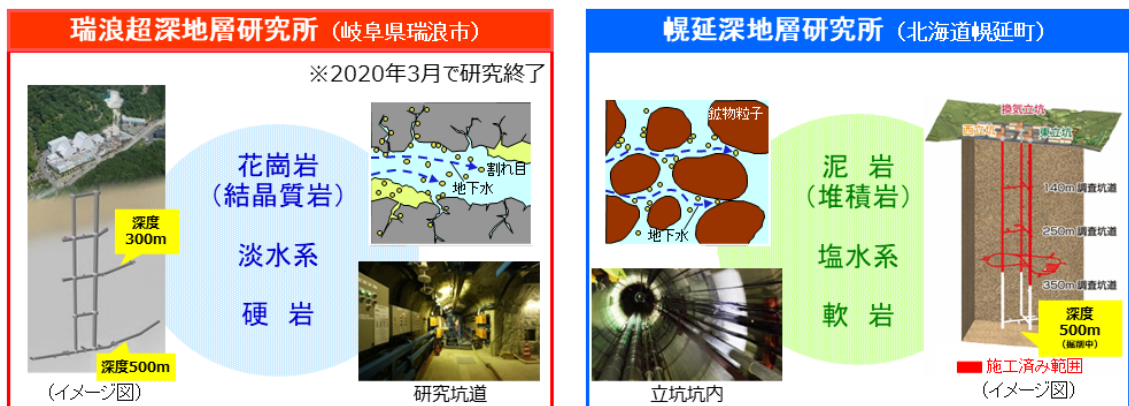 瑞浪超深地層研究所（岐阜県瑞浪市）
※2020年3月で研究終了
花崗岩
（結晶質岩）
淡水系
硬 岩
割れ目
地下水
深度
300m
深度500m
（イメージ図）
研究坑道
幌延深地層研究所（北海道幌延町）
鉱物粒子
地下水
泥 岩
（堆積岩）
塩水系
軟 岩
立坑坑内
換気立坑
西立坑
東立坑
140m 調査坑道
250m 調査坑道
350m 調査坑道
深度
500m
（掘削中）
施工済み範囲
（イメージ図）